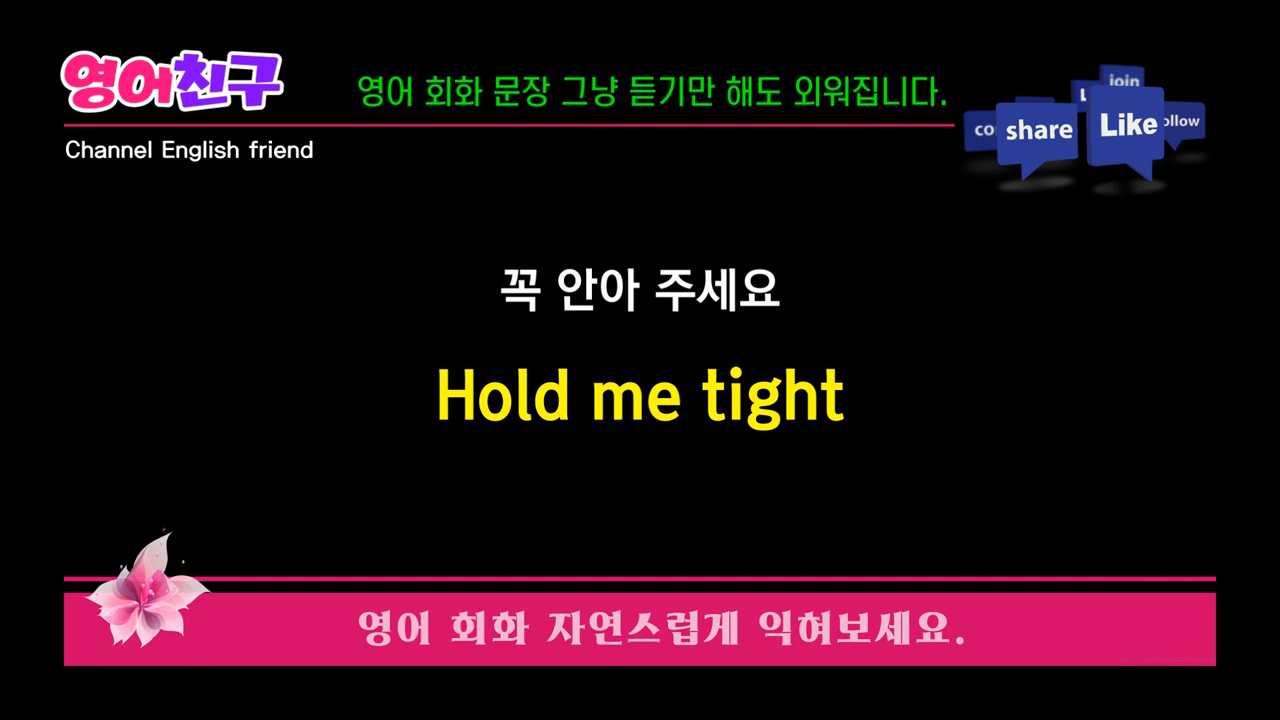 영어친구
영어 회화 문장 그냥 듣기만 해도 외워집니다.
Channel English friend
join
share
Like
꼭 안아 주세요
Hold me tight
영어 회화 자연스럽게 익혀보세요.